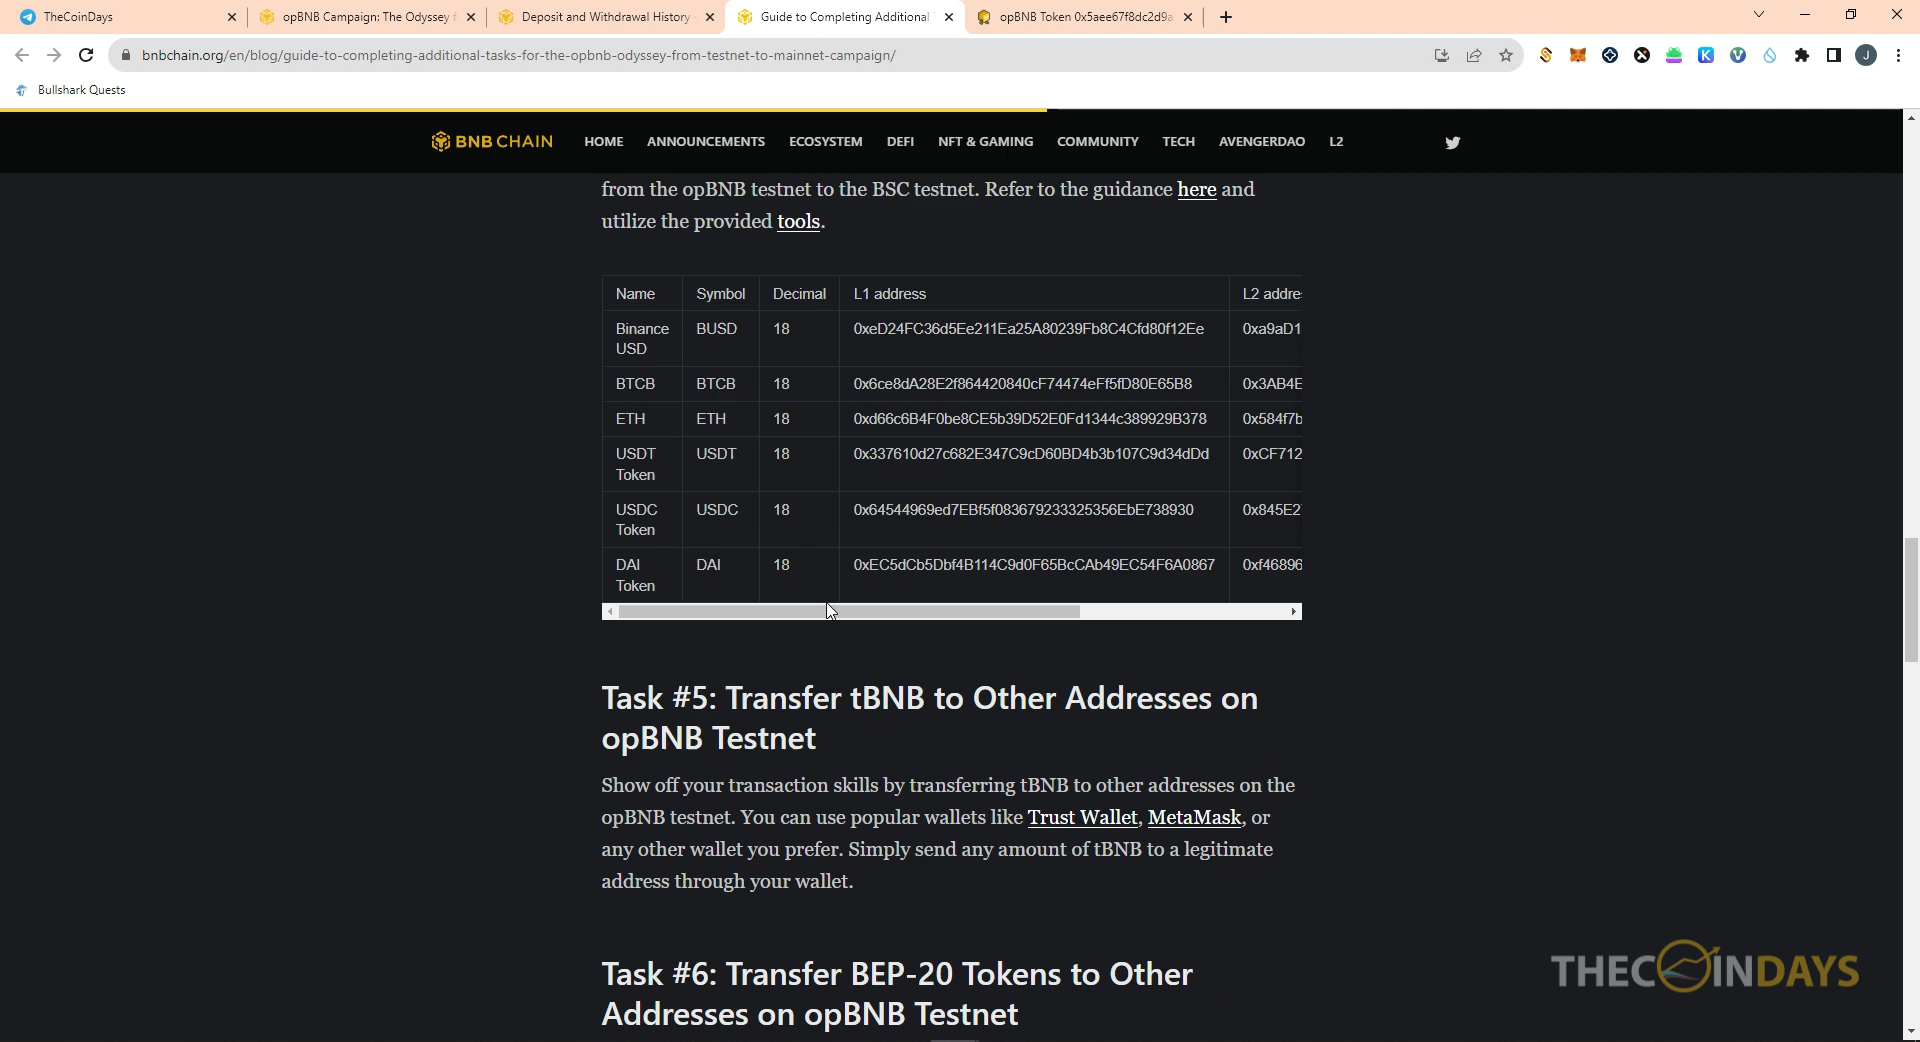 TheCoinDays
opBNB Campaign: The Odyssey f
Deposit and Withdrawal History
Guide to Completing Additional
opBNB Token 0x5aee67f8dc2d9a
bnbchain.org/en/blog/guide-to-completing-additional-tasks-for-the-opbnb-odyssey-from-testnet-to-mainnet-campaign/
J
Bullshark Quests
BNB CHAIN HOME ANNOUNCEMENTS ECOSYSTEM DEFI NFT & GAMING COMMUNITY TECH AVENGERDAO L2
from the opBNB testnet to the BSC testnet. Refer to the guidance here and
utilize the provided tools.
Name Symbol Decimal L1 address L2 addre
Binance BUSD 18 0xeD24FC36d5Ee211Ea25A80239Fb8C4Cfd80f12Ee 0xa9aD1
USD
BTCB BTCB 18 0x6ce8dA28E2f864420840cF74474eFf5fD80E65B8 0x3AB4E
ETH ETH 18 0xd66c6B4F0be8CE5b39D52E0Fd1344c389929B378 0x584f7b
USDT USDT 18 0x337610d27c682E347C9cD60BD4b3b107C9d34dDd 0xCF712
Token
USDC USDC 18 0x64544969ed7EBf5f083679233325356EbE738930 0x845E2
Token
DAI DAI 18 0xEC5dCb5Dbf4B114C9d0F65BcCAb49EC54F6A0867 0xf46896
Token
Task #5: Transfer tBNB to Other Addresses on
opBNB Testnet
Show off your transaction skills by transferring tBNB to other addresses on the
opBNB testnet. You can use popular wallets like Trust Wallet, MetaMask, or
any other wallet you prefer. Simply send any amount of tBNB to a legitimate
address through your wallet.
Task #6: Transfer BEP-20 Tokens to Other
Addresses on opBNB Testnet
THECOINDAYS